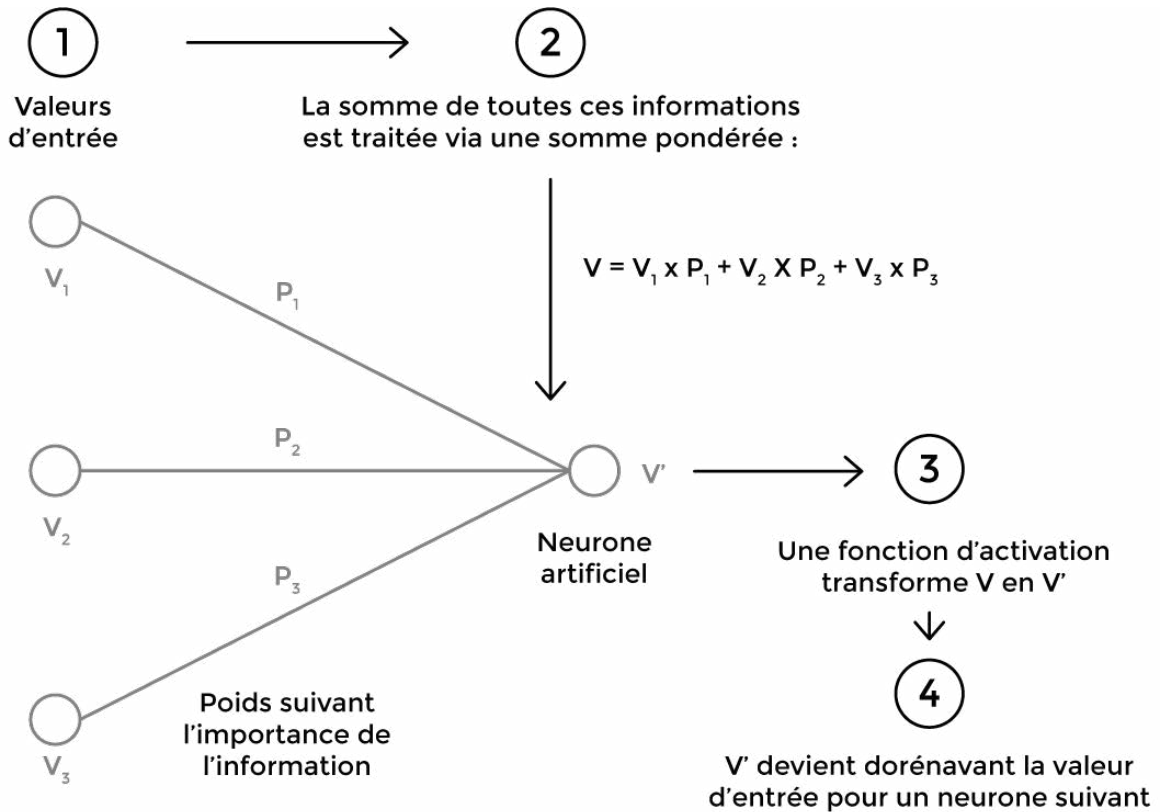 1
Valeurs
d'entrée
2
La somme de toutes ces informations
est traitée via une somme pondérée :
V = V₁ x P₁ + V₂ X P₂ + V₃ x P₃
V₁
P₁
P₂
V₂
P₃
V₃
Poids suivant
l'importance de
l'information
V'
Neurone
artificiel
3
Une fonction d'activation
transforme V en V'
4
V' devient dorénavant la valeur
d'entrée pour un neurone suivant